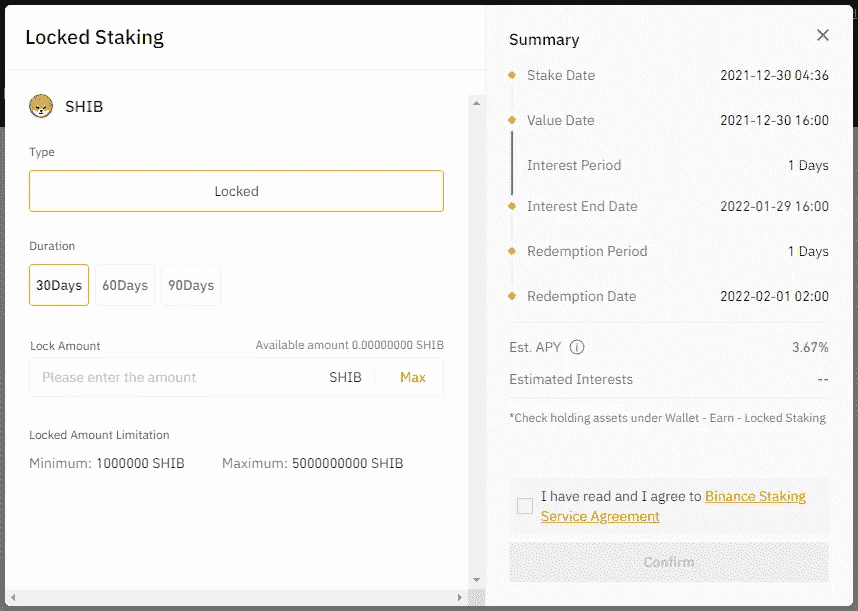 Locked Staking
SHIB
Type
Locked
Duration
30Days 60Days 90Days
Lock Amount Available amount 0.00000000 SHIB
Please enter the amount SHIB Max
Locked Amount Limitation
Minimum: 1000000 SHIB Maximum: 5000000000 SHIB
Summary
Stake Date 2021-12-30 04:36
Value Date 2021-12-30 16:00
Interest Period 1 Days
Interest End Date 2022-01-29 16:00
Redemption Period 1 Days
Redemption Date 2022-02-01 02:00
Est. APY 3.67%
Estimated Interests --
*Check holding assets under Wallet - Earn - Locked Staking
I have read and I agree to Binance Staking
Service Agreement
Confirm